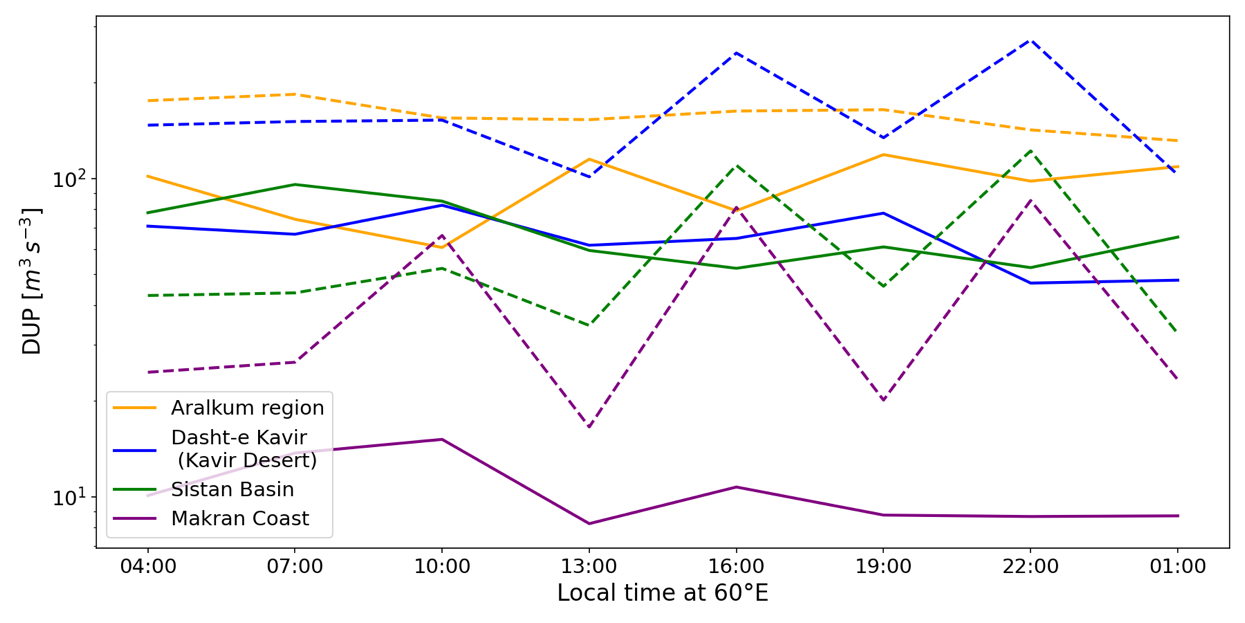 10²
10¹
DUP [m³ s⁻³]
Aralkum region
Dasht-e Kavir
(Kavir Desert)
Sistan Basin
Makran Coast
04:00 07:00 10:00 13:00 16:00 19:00 22:00 01:00
Local time at 60°E